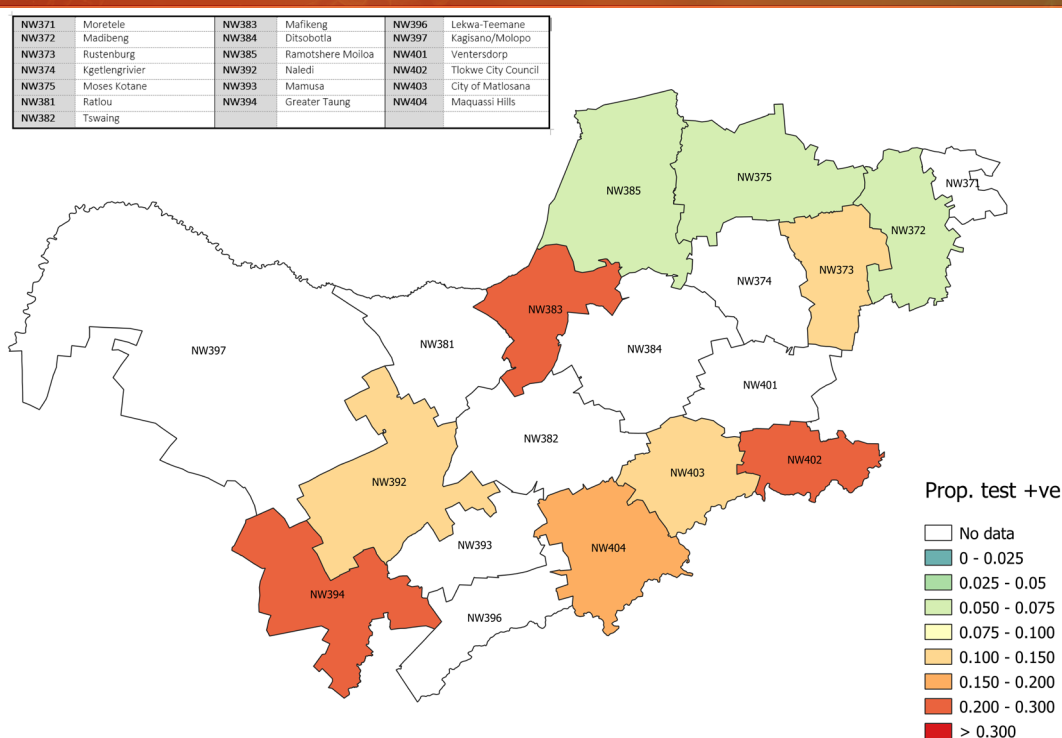 NW371 Moretele NW383 Mafikeng NW396 Lekwa-Teemane
NW372 Madibeng NW384 Ditsobotla NW397 Kagisano/Molopo
NW373 Rustenburg NW385 Ramotshere Moiloa NW401 Ventersdorp
NW374 Kgetlengrivier NW392 Naledi NW402 Tlokwe City Council
NW375 Moses Kotane NW393 Mamusa NW403 City of Matlosana
NW381 Ratlou NW394 Greater Taung NW404 Maquassi Hills
NW382 Tswaing
NW371
NW375
NW385
NW372
NW373
NW374
NW383
NW381
NW384
NW397
NW401
NW382
NW402
NW403
NW392
NW393
NW404
NW394
NW396
Prop. test +ve
No data
0 - 0.025
0.025 - 0.05
0.050 - 0.075
0.075 - 0.100
0.100 - 0.150
0.150 - 0.200
0.200 - 0.300
> 0.300